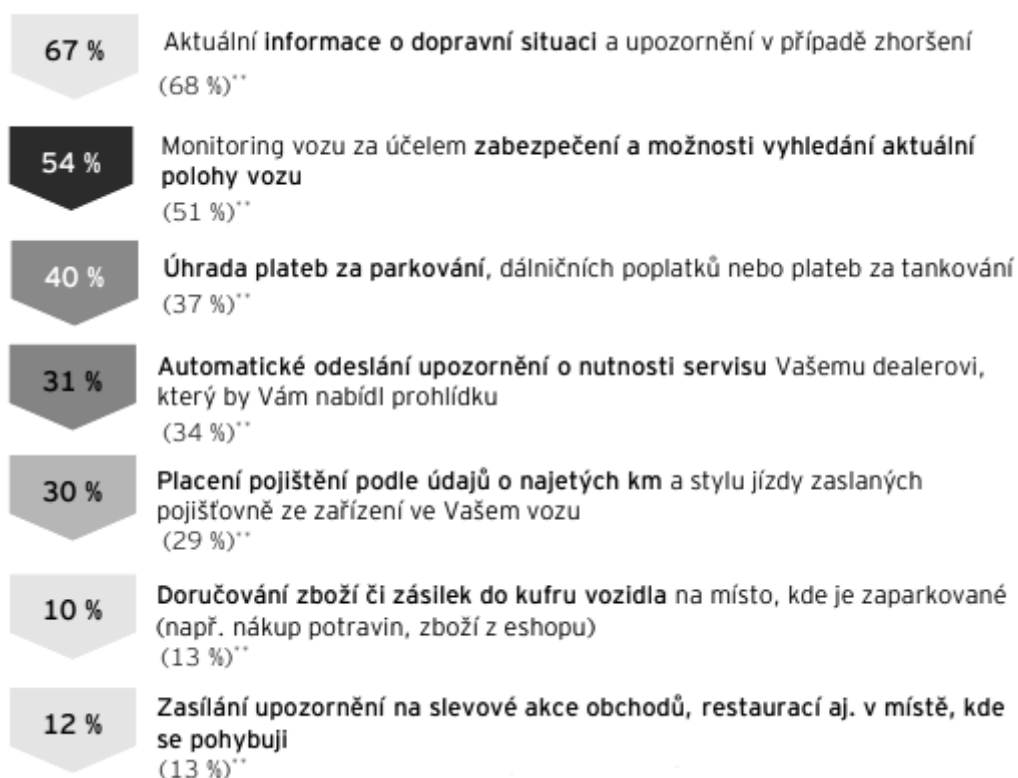 67 %
Aktuální informace o dopravní situaci a upozornění v případě zhoršení
(68 %)**
54 %
Monitoring vozu za účelem zabezpečení a možnosti vyhledání aktuální
polohy vozu
(51 %)**
40 %
Úhrada plateb za parkování, dálničních poplatků nebo plateb za tankování
(37 %)**
31 %
Automatické odeslání upozornění o nutnosti servisu Vašemu dealerovi,
který by Vám nabídl prohlídku
(34 %)**
30 %
Placení pojištění podle údajů o najetých km a stylu jízdy zaslaných
pojišťovně ze zařízení ve Vašem vozu
(29 %)**
10 %
Doručování zboží či zásilek do kufru vozidla na místo, kde je zaparkované
(např. nákup potravin, zboží z eshopu)
(13 %)**
12 %
Zasílání upozornění na slevové akce obchodů, restaurací aj. v místě, kde
se pohybuji
(13 %)**